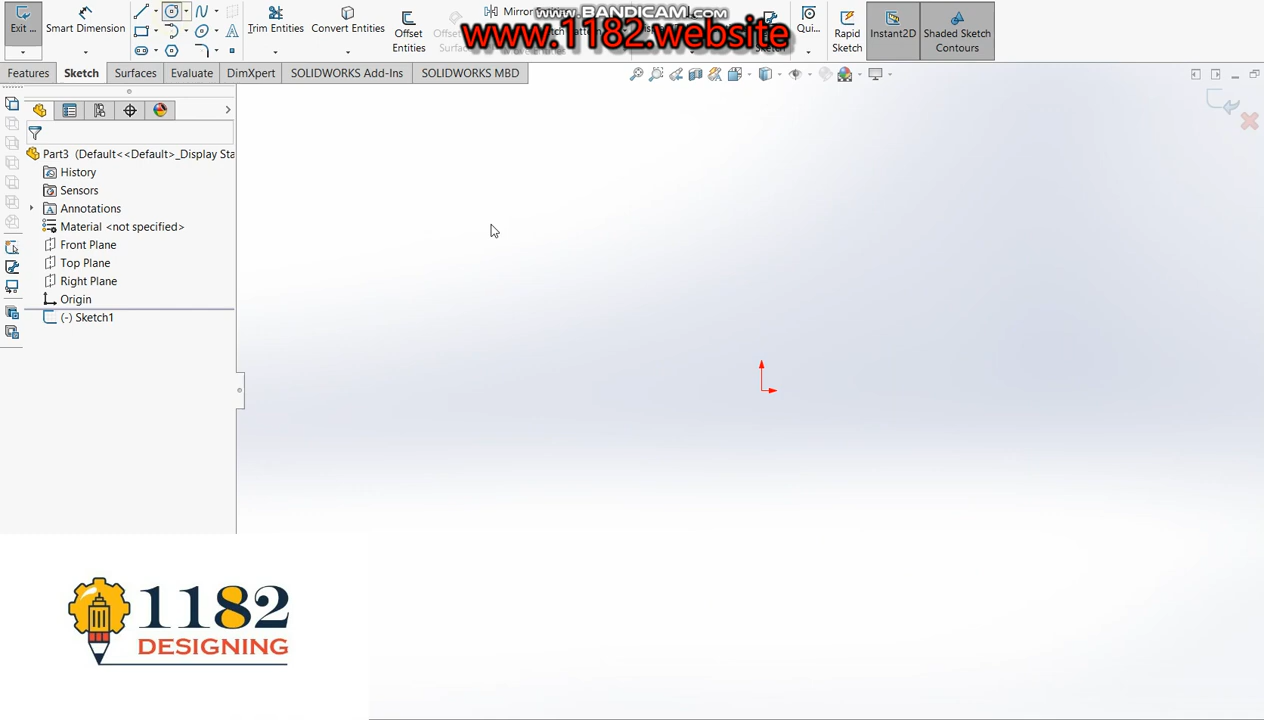 Exit ...
Smart Dimension
Trim Entities
Convert Entities
Offset
Entities
Mirror
www.BANDICAM.com
www.1182.website
Qui...
Rapid
Sketch
Instant2D
Shaded Sketch
Contours
Features
Sketch
Surfaces
Evaluate
DimXpert
SOLIDWORKS Add-Ins
SOLIDWORKS MBD
Part3 (Default<<Default>_Display Sta
History
Sensors
Annotations
Material <not specified>
Front Plane
Top Plane
Right Plane
Origin
(-) Sketch1
1182
DESIGNING